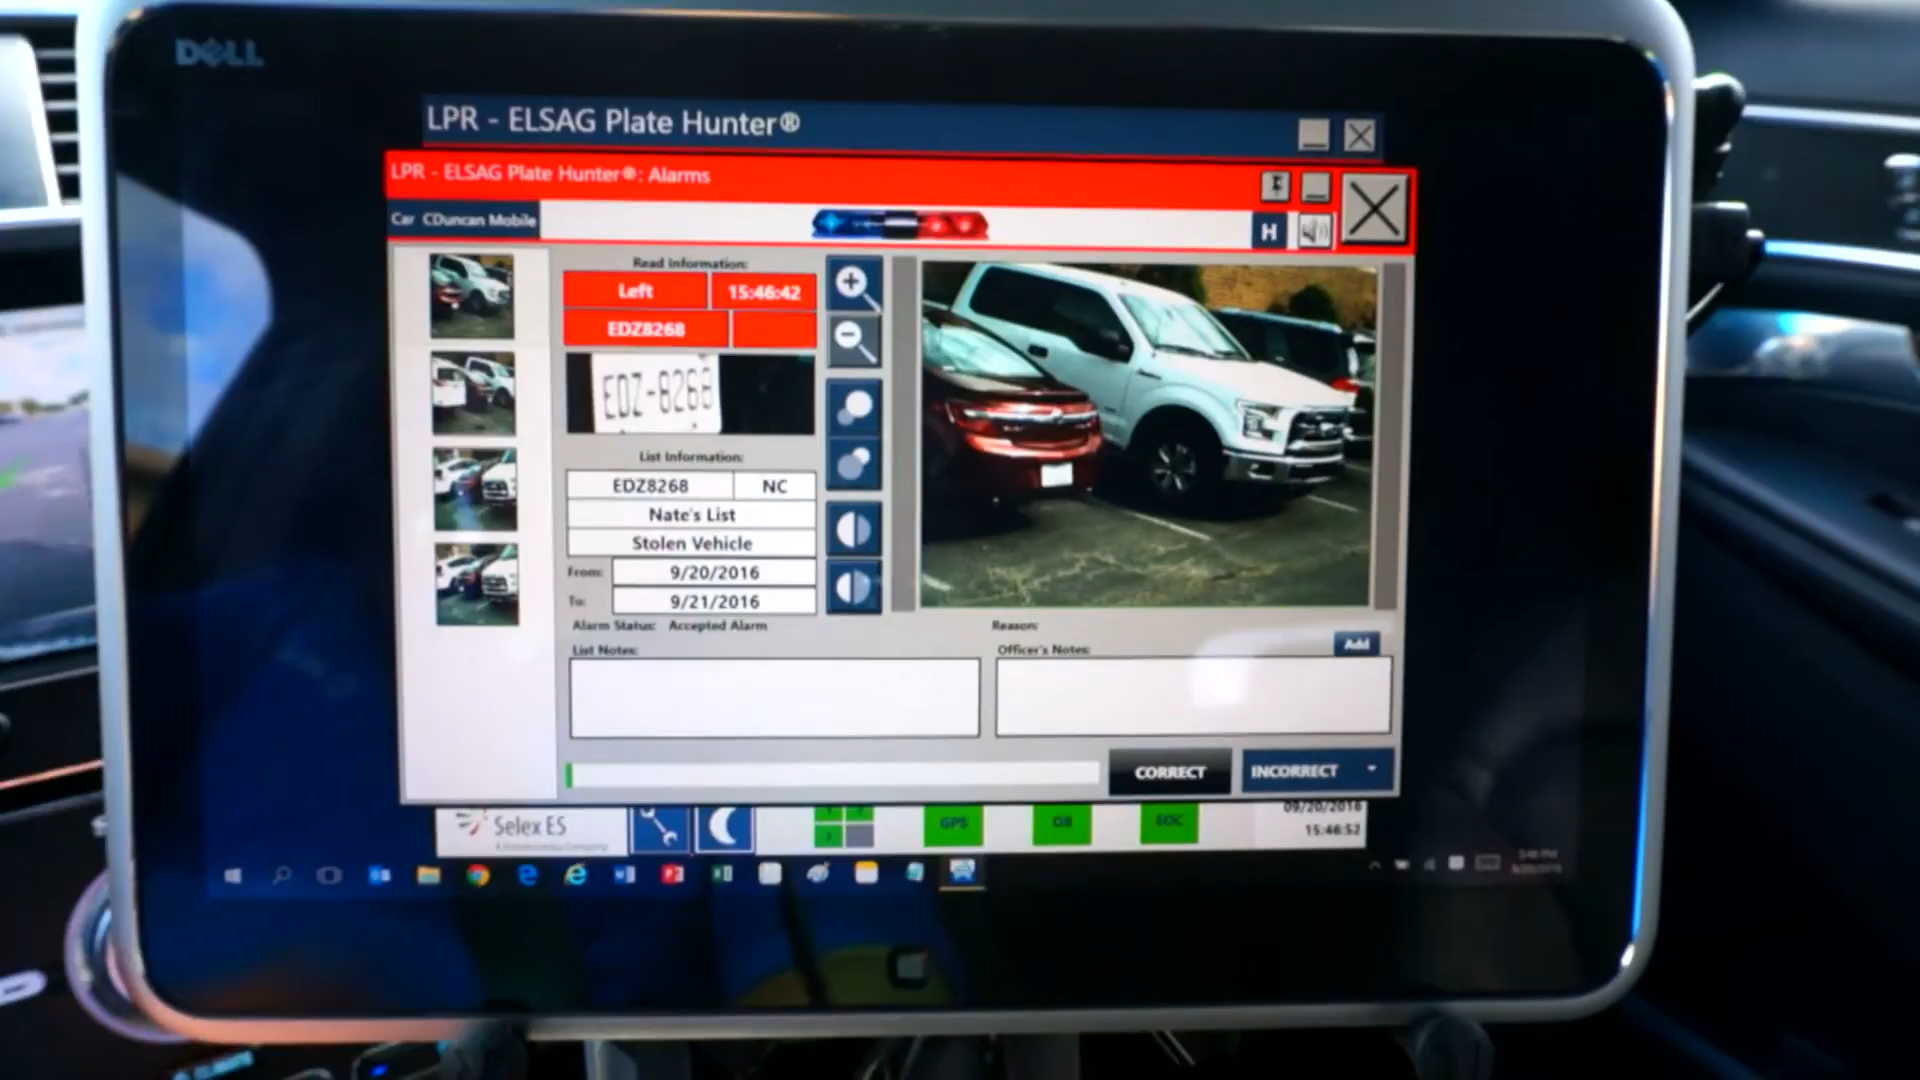 DELL
LPR - ELSAG Plate Hunter®
LPR - ELSAG Plate Hunter®: Alarms
Car CDuncan Mobile
H
Read Information:
Left 15:46:42
EDZ8268
EDZ-8268
List Information:
EDZ8268 NC
Nate's List
Stolen Vehicle
From: 9/20/2016
To: 9/21/2016
Alarm Status: Accepted Alarm
Reason:
List Notes:
Officer's Notes:
Add
CORRECT
INCORRECT
Selex ES
GPS
DB
EOC
09/20/2016
15:46:52